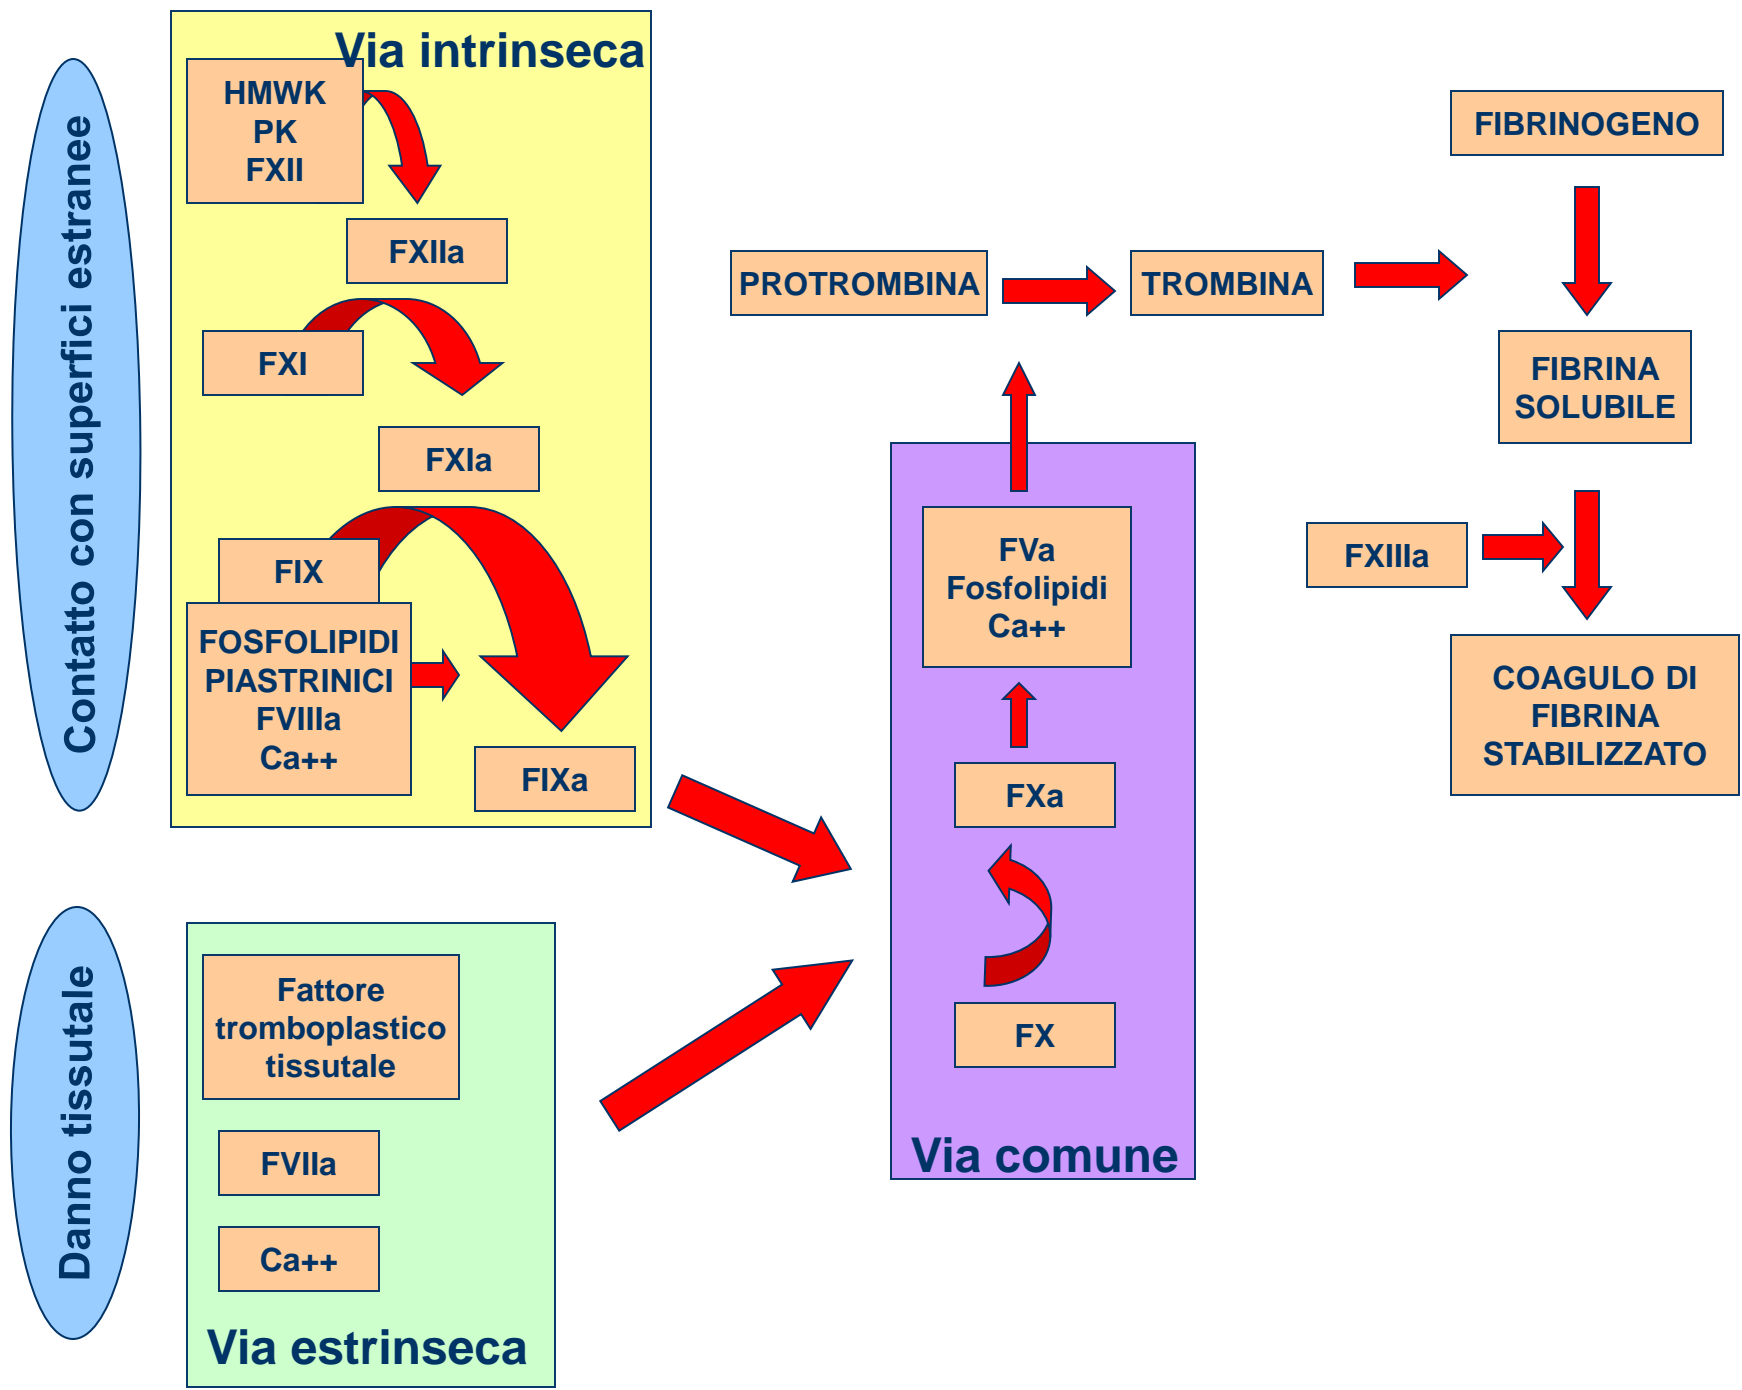 Contatto con superfici estranee
Via intrinseca
HMWK
PK
FXII
FXIIa
FXI
FXIa
FIX
FOSFOLIPIDI
PIASTRINICI
FVIIIa
Ca++
FIXa
Danno tissutale
Fattore
tromboplastico
tissutale
FVIIa
Ca++
Via estrinseca
PROTROMBINA
TROMBINA
FVa
Fosfolipidi
Ca++
FXa
FX
Via comune
FIBRINOGENO
FIBRINA
SOLUBILE
FXIIIa
COAGULO DI
FIBRINA
STABILIZZATO